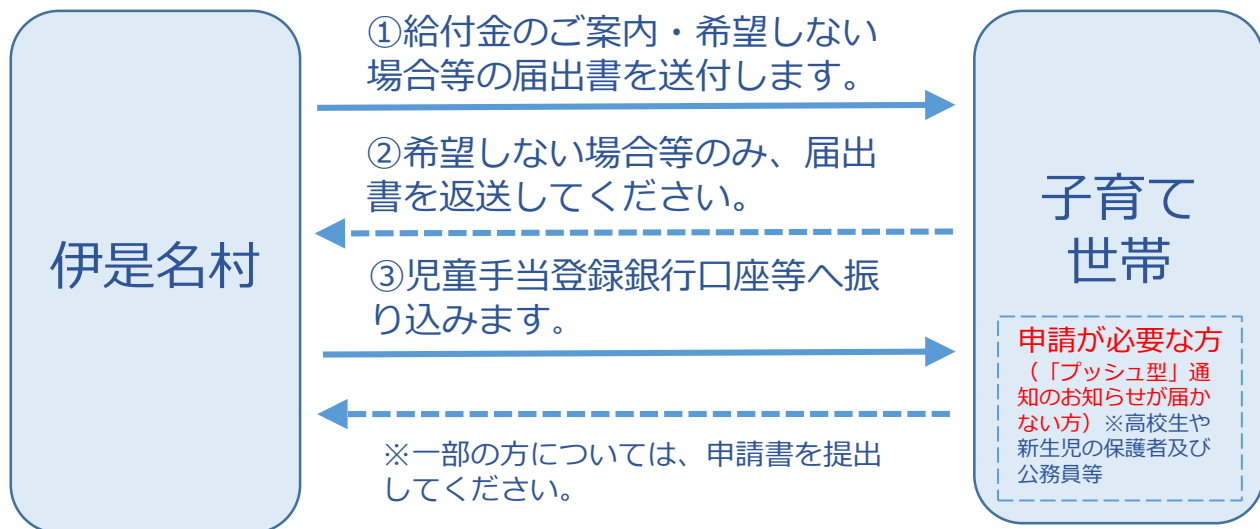 伊是名村
①給付金のご案内・希望しない
場合等の届出書を送付します。
②希望しない場合等のみ、届出
書を返送してください。
③児童手当登録銀行口座等へ振
り込みます。
※一部の方については、申請書を提出
してください。
子育て
世帯
申請が必要な方
（「プッシュ型」通
知のお知らせが届か
ない方）※高校生や
新生児の保護者及び
公務員等